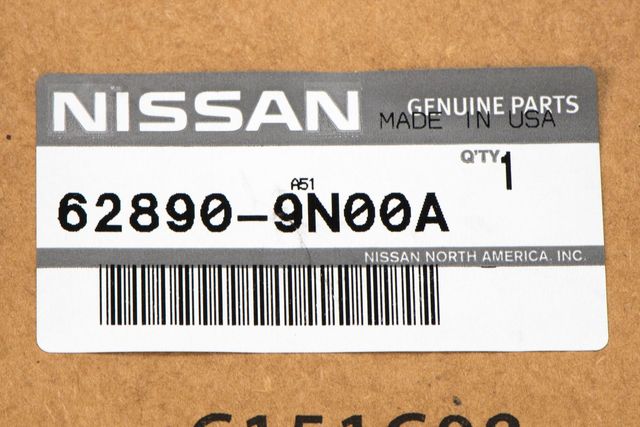 NISSAN GENUINE PARTS
MADE IN USA
Q'TY 1
A51
62890-9N00A
NISSAN NORTH AMERICA, INC.